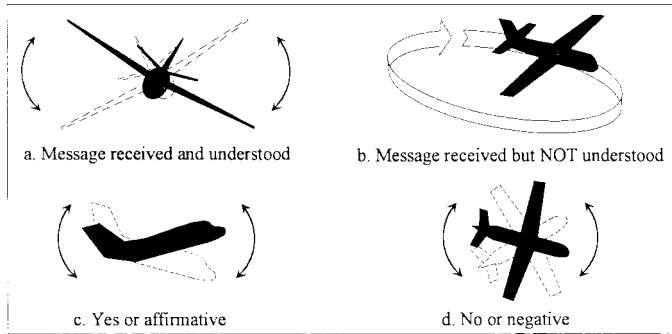 a. Message received and understood
b. Message received but NOT understood
c. Yes or affirmative
d. No or negative